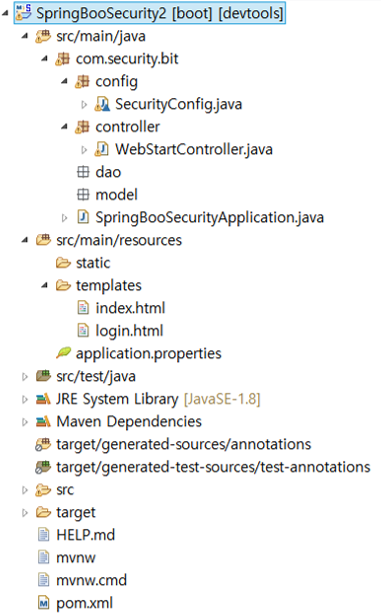 SpringBooSecurity2 [boot] [devtools]
src/main/java
com.security.bit
config
SecurityConfig.java
controller
WebStartController.java
dao
model
SpringBooSecurityApplication.java
src/main/resources
static
templates
index.html
login.html
application.properties
src/test/java
JRE System Library [JavaSE-1.8]
Maven Dependencies
target/generated-sources/annotations
target/generated-test-sources/test-annotations
src
target
HELP.md
mvnw
mvnw.cmd
pom.xml